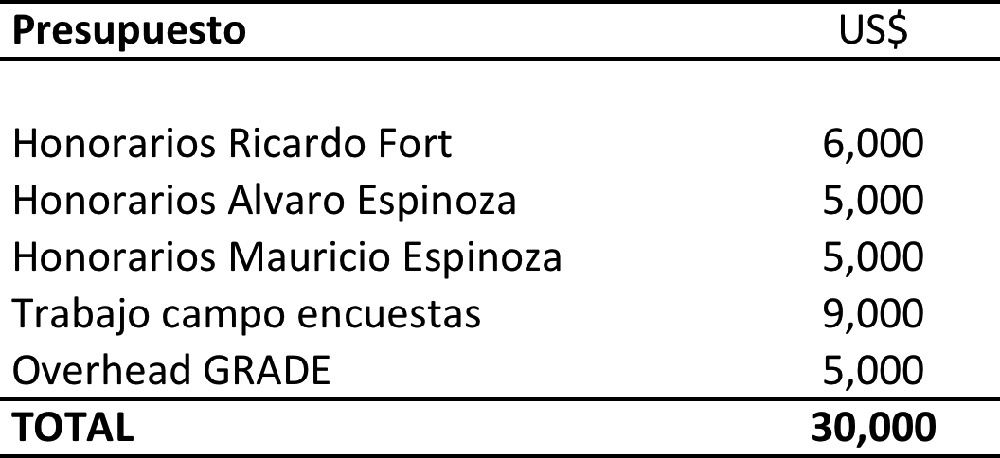 Presupuesto US$
Honorarios Ricardo Fort 6,000
Honorarios Alvaro Espinoza 5,000
Honorarios Mauricio Espinoza 5,000
Trabajo campo encuestas 9,000
Overhead GRADE 5,000
TOTAL 30,000